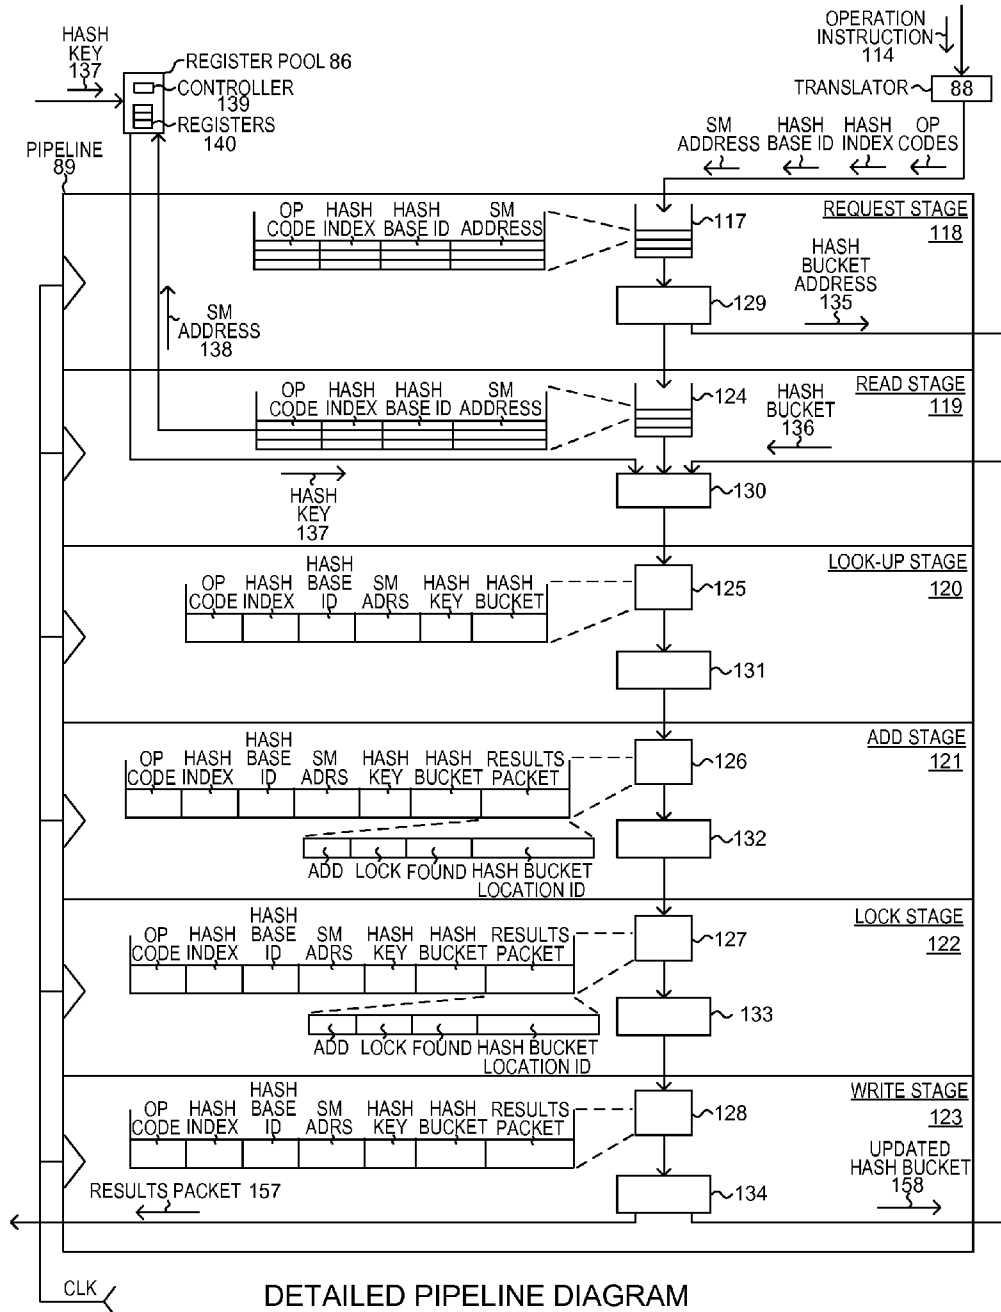 HASH
KEY
137
REGISTER POOL 86
CONTROLLER
139
REGISTERS
140
OPERATION
INSTRUCTION
114
TRANSLATOR
88
SM
ADDRESS
HASH
BASE ID
HASH
INDEX
OP
CODES
PIPELINE
89
REQUEST STAGE
118
OP
CODE
HASH
INDEX
HASH
BASE ID
SM
ADDRESS
117
129
HASH
BUCKET
ADDRESS
135
SM
ADDRESS
138
READ STAGE
119
OP
CODE
HASH
INDEX
HASH
BASE ID
SM
ADDRESS
124
HASH
BUCKET
136
HASH
KEY
137
130
LOOK-UP STAGE
120
OP
CODE
HASH
INDEX
HASH
BASE
ID
SM
ADRS
HASH
KEY
HASH
BUCKET
125
131
ADD STAGE
121
OP
CODE
HASH
INDEX
HASH
BASE ID
ID
SM
ADRS
HASH
KEY
HASH
BUCKET
RESULTS
PACKET
126
132
ADD
LOCK
FOUND
HASH BUCKET
LOCATION ID
LOCK STAGE
122
OP
CODE
HASH
INDEX
HASH
BASE
ID
SM
ADRS
HASH
KEY
HASH
BUCKET
RESULTS
PACKET
127
133
ADD
LOCK
FOUND
HASH BUCKET
LOCATION ID
WRITE STAGE
123
OP
CODE
HASH
INDEX
HASH
BASE
ID
SM
ADRS
HASH
KEY
HASH
BUCKET
RESULTS
PACKET
128
134
RESULTS PACKET 157
UPDATED
HASH BUCKET
158
CLK
DETAILED PIPELINE DIAGRAM